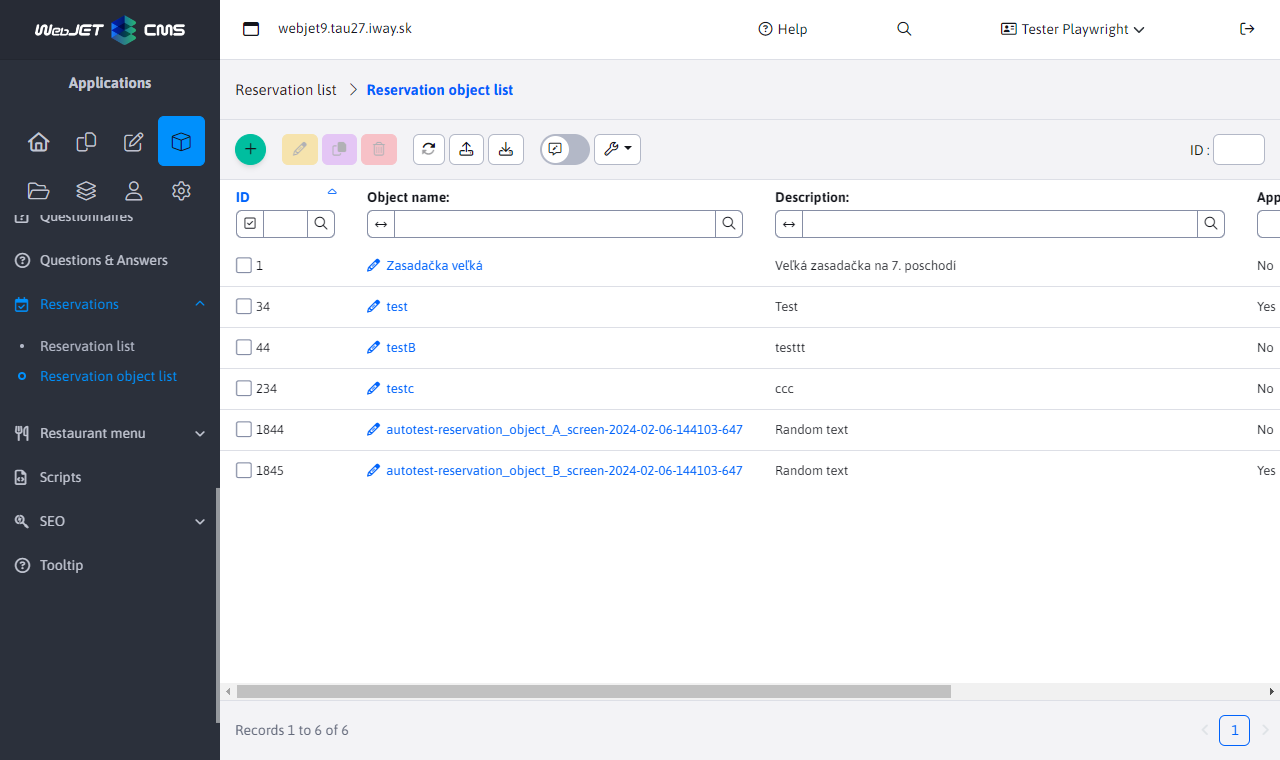 WebJET CMS
webjet9.tau27.iway.sk
Help
Tester Playwright
Applications
Reservation list
Reservation object list
ID :
Questionnaires
Questions & Answers
Reservations
Reservation list
Reservation object list
Restaurant menu
Scripts
SEO
Tooltip
ID Object name: Description: App
1 Zasadačka veľká Veľká zasadačka na 7. poschodí No
34 test Test Yes
44 testB testtt No
234 testc ccc No
1844 autotest-reservation_object_A_screen-2024-02-06-144103-647 Random text No
1845 autotest-reservation_object_B_screen-2024-02-06-144103-647 Random text Yes
Records 1 to 6 of 6
1